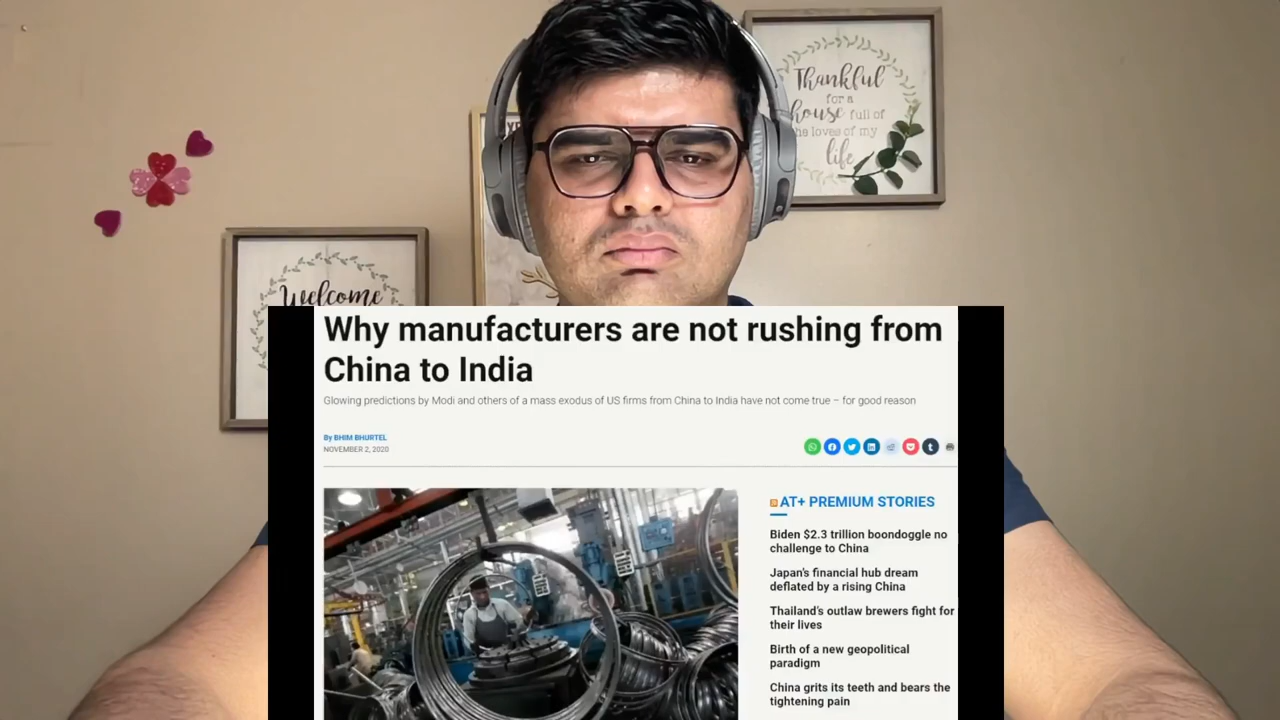 Thankful
for a
house full of
the loves of my
life
Welcome
Why manufacturers are not rushing from
China to India
Glowing predictions by Modi and others of a mass exodus of US firms from China to India have not come true – for good reason
By BHIM BHURTEL
NOVEMBER 2, 2020
AT+ PREMIUM STORIES
Biden $2.3 trillion boondoggle no
challenge to China
Japan's financial hub dream
deflated by a rising China
Thailand's outlaw brewers fight for
their lives
Birth of a new geopolitical
paradigm
China grits its teeth and bears the
tightening pain